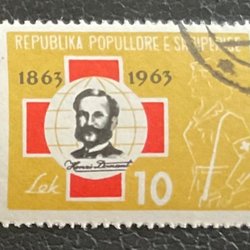 REPUBLIKA POPULLORE E SHQIPERISE
1863 1963
Henri Dunant
Lek 10